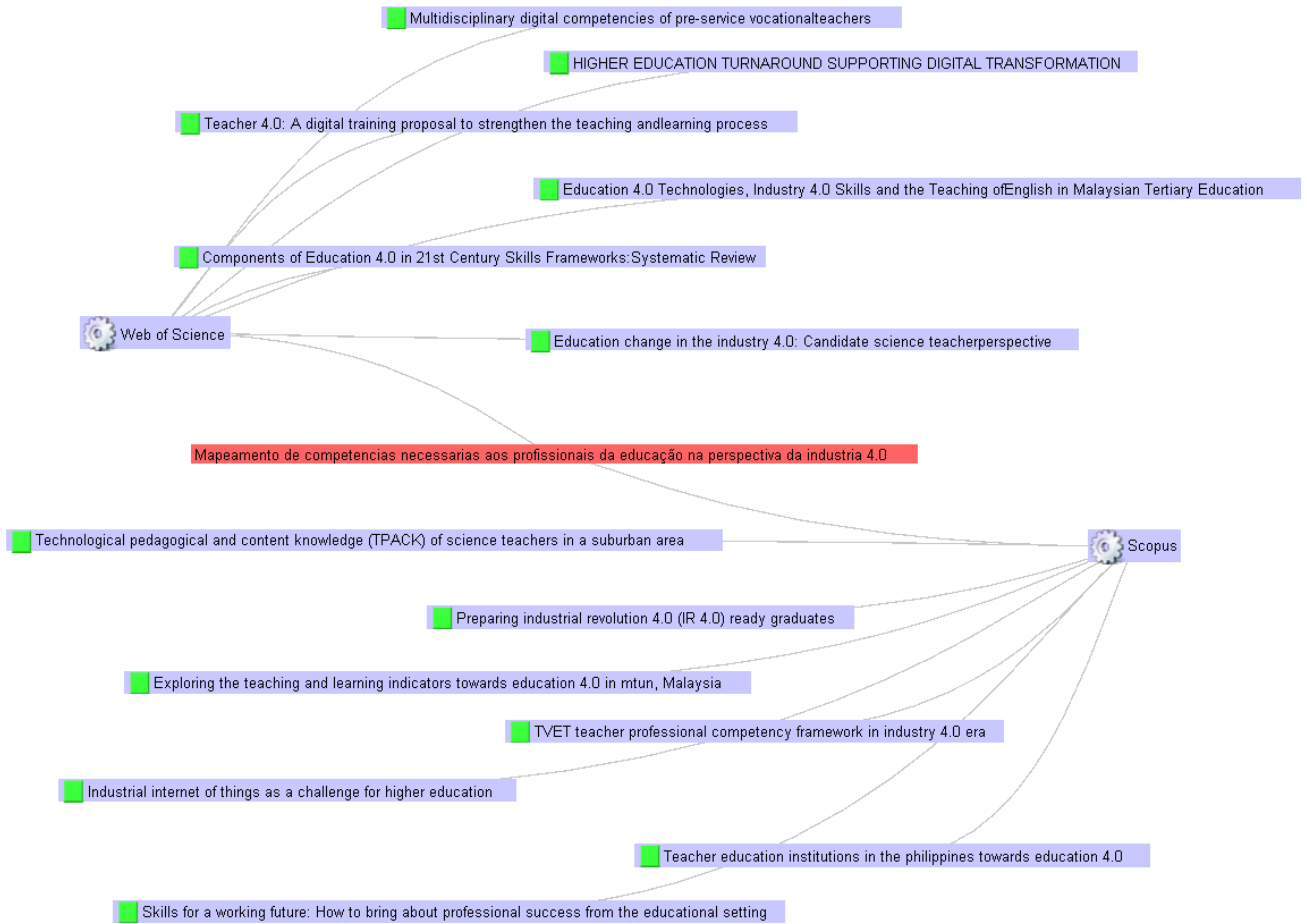 Multidisciplinary digital competencies of pre-service vocationalteachers
HIGHER EDUCATION TURNAROUND SUPPORTING DIGITAL TRANSFORMATION
Teacher 4.0: A digital training proposal to strengthen the teaching andlearning process
Education 4.0 Technologies, Industry 4.0 Skills and the Teaching ofEnglish in Malaysian Tertiary Education
Components of Education 4.0 in 21st Century Skills Frameworks:Systematic Review
Web of Science
Education change in the industry 4.0: Candidate science teacherperspective
Mapeamento de competencias necessarias aos profissionais da educação na perspectiva da industria 4.0
Technological pedagogical and content knowledge (TPACK) of science teachers in a suburban area
Scopus
Preparing industrial revolution 4.0 (IR 4.0) ready graduates
Exploring the teaching and learning indicators towards education 4.0 in mtun, Malaysia
TVET teacher professional competency framework in industry 4.0 era
Industrial internet of things as a challenge for higher education
Teacher education institutions in the philippines towards education 4.0
Skills for a working future: How to bring about professional success from the educational setting